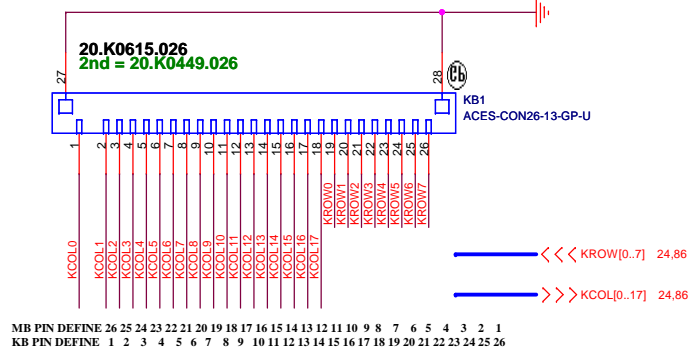 20.K0615.026
2nd = 20.K0449.026
27
28
KB1
ACES-CON26-13-GP-U
1 2 3 4 5 6 7 8 9 10 11 12 13 14 15 16 17 18 19 20 21 22 23 24 25 26
KROW0 KROW1 KROW2 KROW3 KROW4 KROW5 KROW6 KROW7
KCOL0 KCOL1 KCOL2 KCOL3 KCOL4 KCOL5 KCOL6 KCOL7 KCOL8 KCOL9 KCOL10 KCOL11 KCOL12 KCOL13 KCOL14 KCOL15 KCOL16 KCOL17
KROW[0..7] 24,86
KCOL[0..17] 24,86
MB PIN DEFINE 26 25 24 23 22 21 20 19 18 17 16 15 14 13 12 11 10 9 8 7 6 5 4 3 2 1
KB PIN DEFINE 1 2 3 4 5 6 7 8 9 10 11 12 13 14 15 16 17 18 19 20 21 22 23 24 25 26